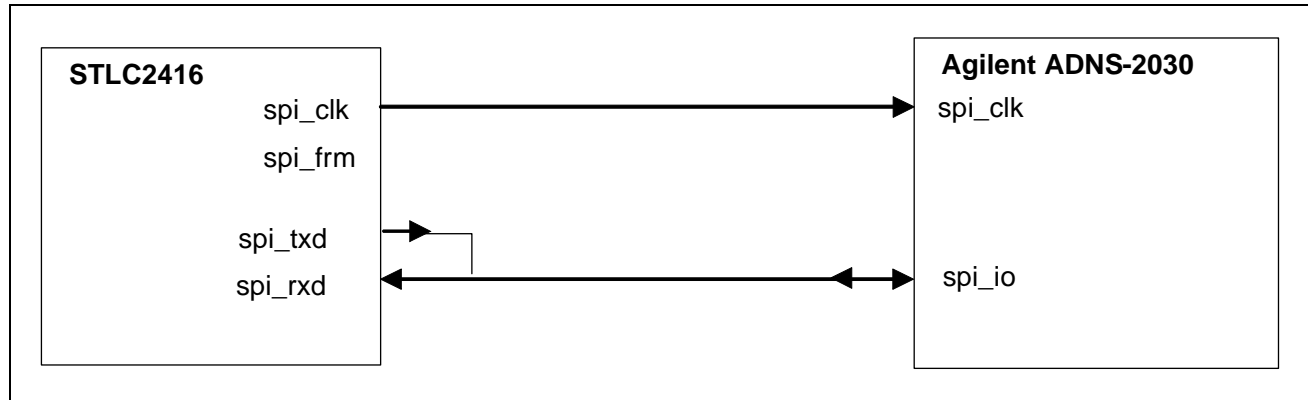 STLC2416
spi_clk
spi_frm
spi_txd
spi_rxd
Agilent ADNS-2030
spi_clk
spi_io